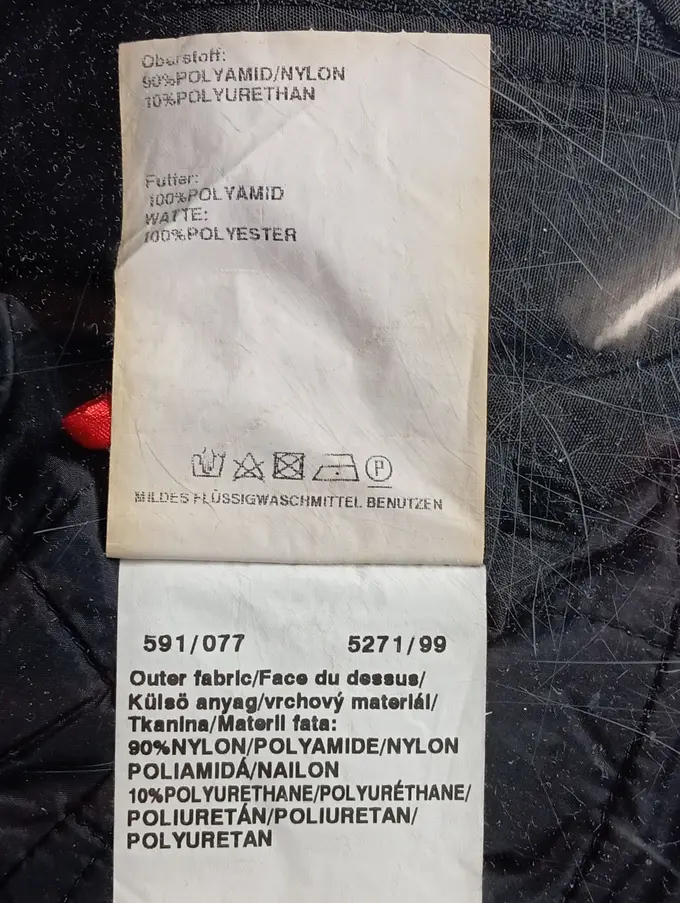 Oberstoff:
90%POLYAMID/NYLON
10%POLYURETHAN
Futter:
100%POLYAMID
WATTE:
100%POLYESTER
P
MILDES FLÜSSIGWASCHMITTEL BENUTZEN
591/077 5271/99
Outer fabric/Face du dessus/
Külsö anyag/vrchový materiál/
Tkanina/Materil fata:
90%NYLON/POLYAMIDE/NYLON
POLIAMIDÁ/NAILON
10%POLYURETHANE/POLYURÉTHANE/
POLIURETÁN/POLIURETAN/
POLYURETAN